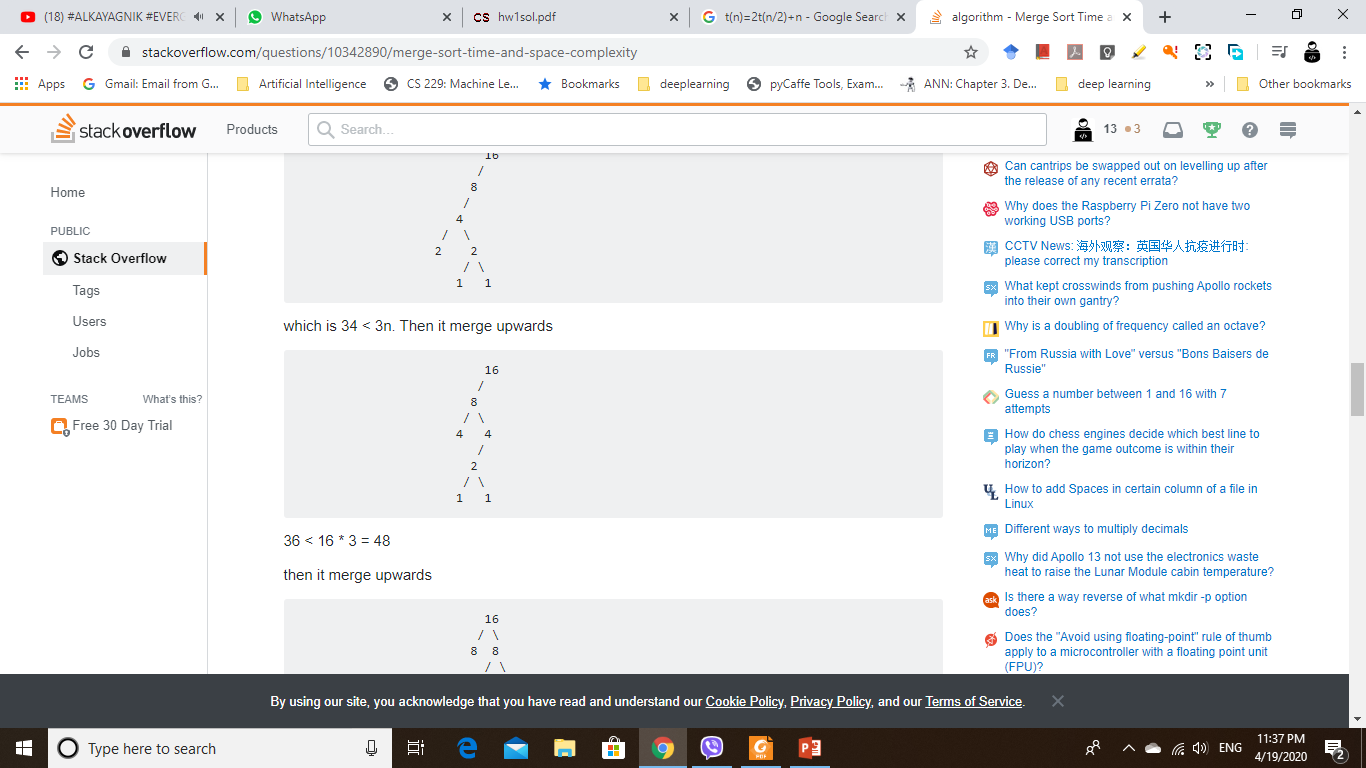 (18) #ALKAYAGNIK #EVERG
WhatsApp
hw1sol.pdf
t(n)=2t(n/2)+n - Google Search
algorithm - Merge Sort Time a
stackoverflow.com/questions/10342890/merge-sort-time-and-space-complexity
Apps
Gmail: Email from G...
Artificial Intelligence
CS 229: Machine Le...
Bookmarks
deeplearning
pyCaffe Tools, Exam...
ANN: Chapter 3. De...
deep learning
»
Other bookmarks
stackoverflow
Products
Search...
13 • 3
Home
PUBLIC
Stack Overflow
Tags
Users
Jobs
TEAMS
What's this?
Free 30 Day Trial
16
/
8
/
4
/ \
2 2
/ \
1 1
which is 34 < 3n. Then it merge upwards
16
/
8
/ \
4 4
/
2
/ \
1 1
36 < 16 * 3 = 48
then it merge upwards
16
/ \
8 8
/ \
Can cantrips be swapped out on levelling up after
the release of any recent errata?
Why does the Raspberry Pi Zero not have two
working USB ports?
CCTV News: 海外观察：英国华人抗疫进行时:
please correct my transcription
What kept crosswinds from pushing Apollo rockets
into their own gantry?
Why is a doubling of frequency called an octave?
"From Russia with Love" versus "Bons Baisers de
Russie"
Guess a number between 1 and 16 with 7
attempts
How do chess engines decide which best line to
play when the game outcome is within their
horizon?
How to add Spaces in certain column of a file in
Linux
Different ways to multiply decimals
Why did Apollo 13 not use the electronics waste
heat to raise the Lunar Module cabin temperature?
Is there a way reverse of what mkdir -p option
does?
Does the "Avoid using floating-point" rule of thumb
apply to a microcontroller with a floating point unit
(FPU)?
By using our site, you acknowledge that you have read and understand our Cookie Policy, Privacy Policy, and our Terms of Service.
Type here to search
ENG
11:37 PM
4/19/2020
2